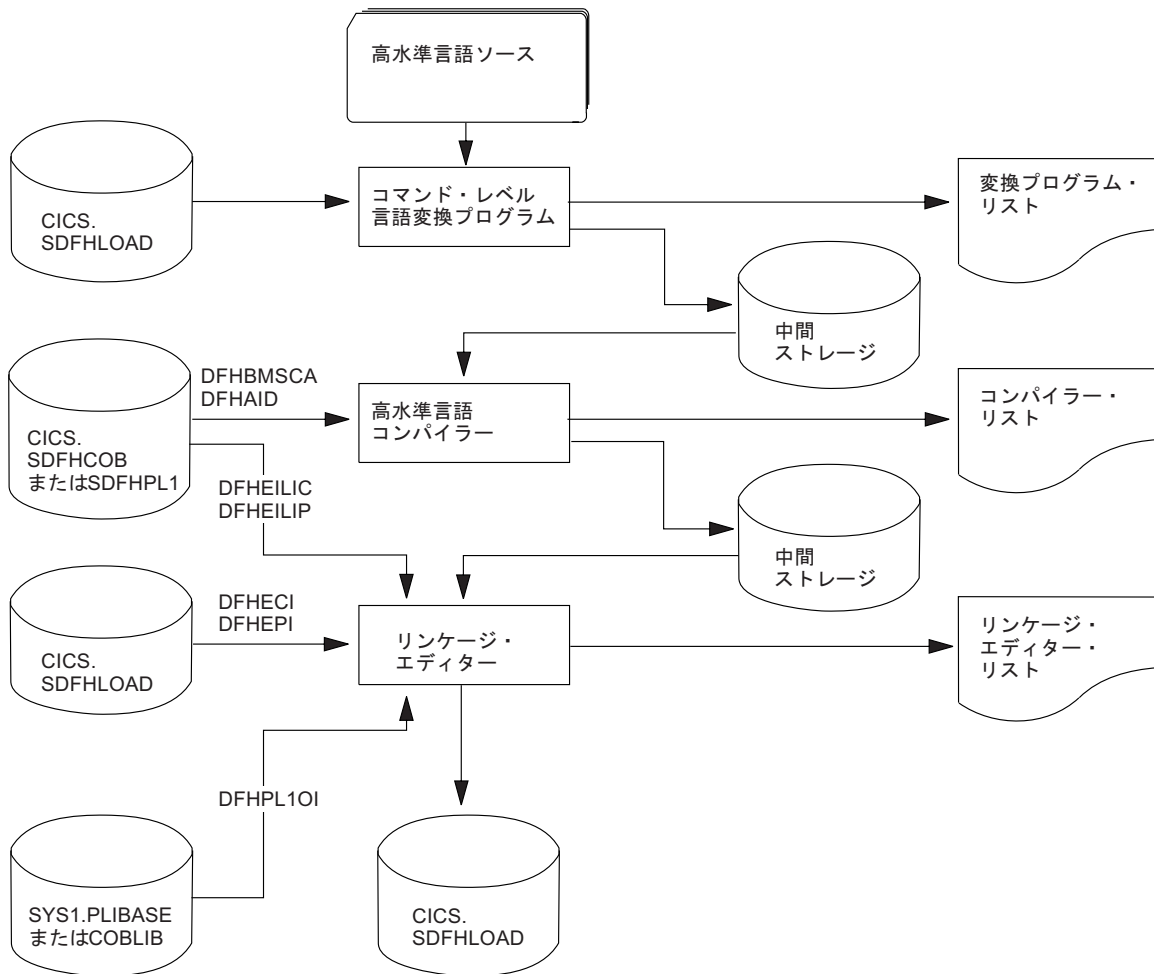 高水準言語ソース
CICS.
SDFHLOAD
コマンド・レベル
言語変換プログラム
変換プログラム・
リスト
中間
ストレージ
CICS.
SDFHCOB
またはSDFHPL1
DFHBMSCA
DFHAID
高水準言語
コンパイラー
コンパイラー・
リスト
DFHEILIC
DFHEILIP
中間
ストレージ
CICS.
SDFHLOAD
DFHECI
DFHEPI
リンケージ・
エディター
リンケージ・
エディター・
リスト
DFHPL1OI
SYS1.PLIBASE
またはCOBLIB
CICS.
SDFHLOAD